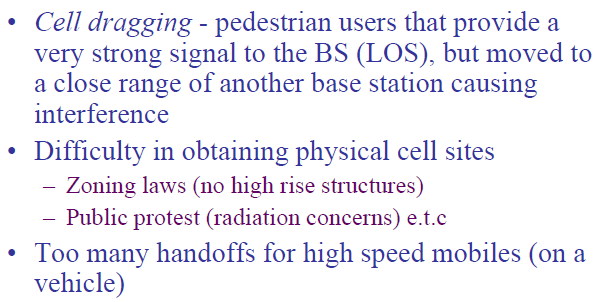 • Cell dragging - pedestrian users that provide a
very strong signal to the BS (LOS), but moved to
a close range of another base station causing
interference
• Difficulty in obtaining physical cell sites
– Zoning laws (no high rise structures)
– Public protest (radiation concerns) e.t.c
• Too many handoffs for high speed mobiles (on a
vehicle)